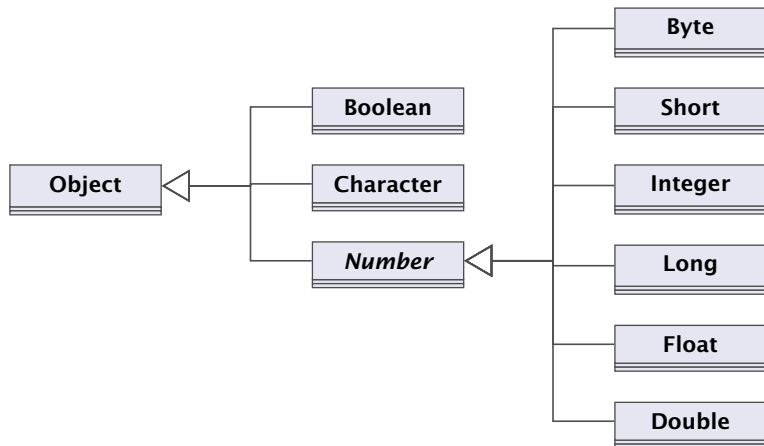 Object
Boolean
Character
Number
Byte
Short
Integer
Long
Float
Double